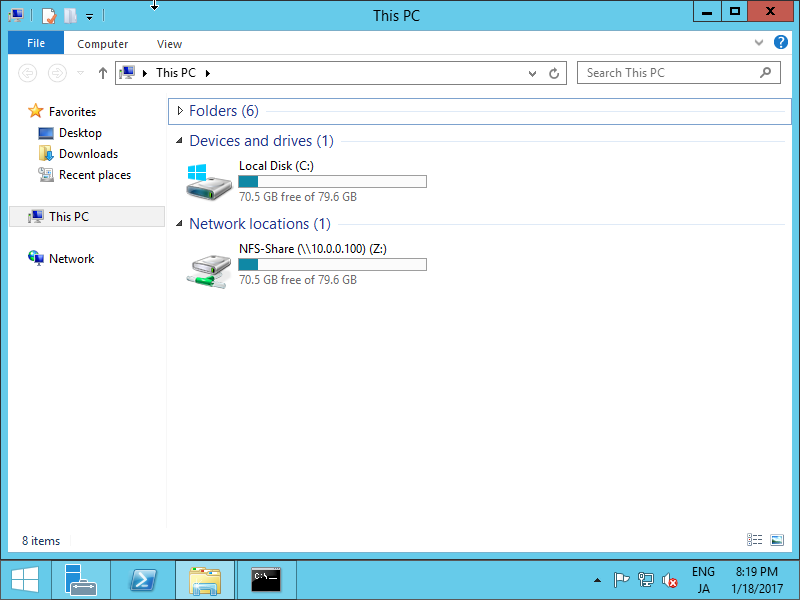 This PC
File
Computer
View
This PC
Search This PC
Favorites
Desktop
Downloads
Recent places
This PC
Network
Folders (6)
Devices and drives (1)
Local Disk (C:)
70.5 GB free of 79.6 GB
Network locations (1)
NFS-Share (\\10.0.0.100) (Z:)
70.5 GB free of 79.6 GB
8 items
C:\
ENG
JA
8:19 PM
1/18/2017